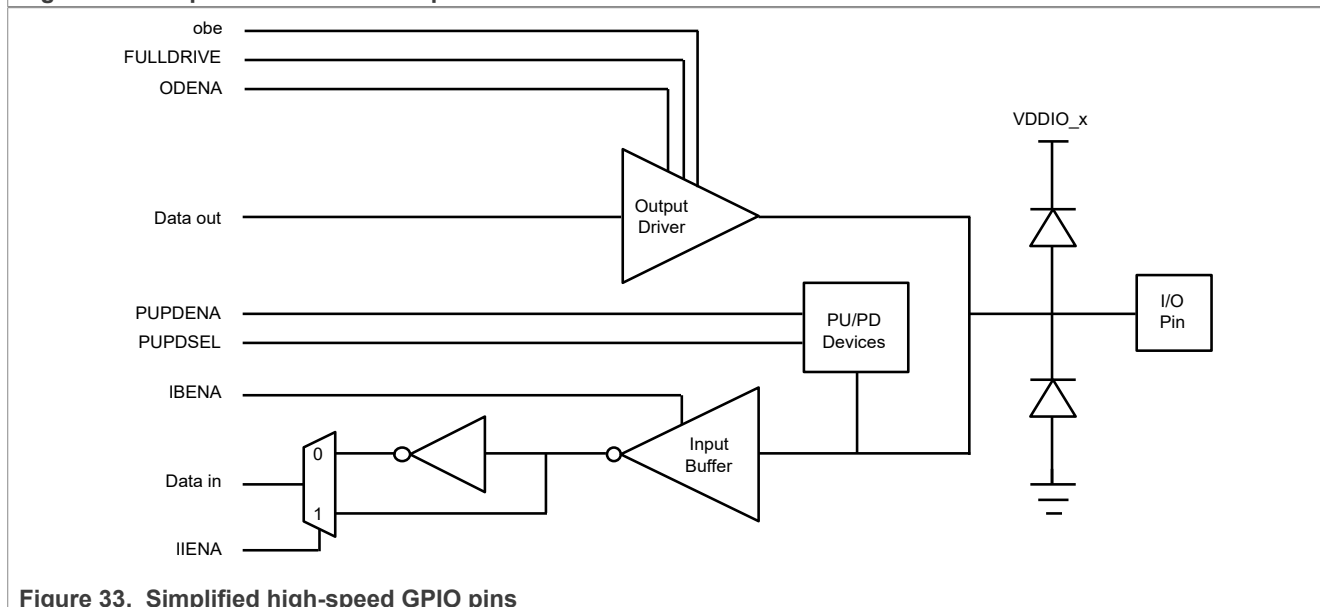 obe
FULLDRIVE
ODENA
VDDIO_x
Data out
Output
Driver
PUPDENA
PUPDSEL
PU/PD
Devices
I/O
Pin
IBENA
Input
Buffer
0
Data in
1
IIENA
Figure 33. Simplified high-speed GPIO pins